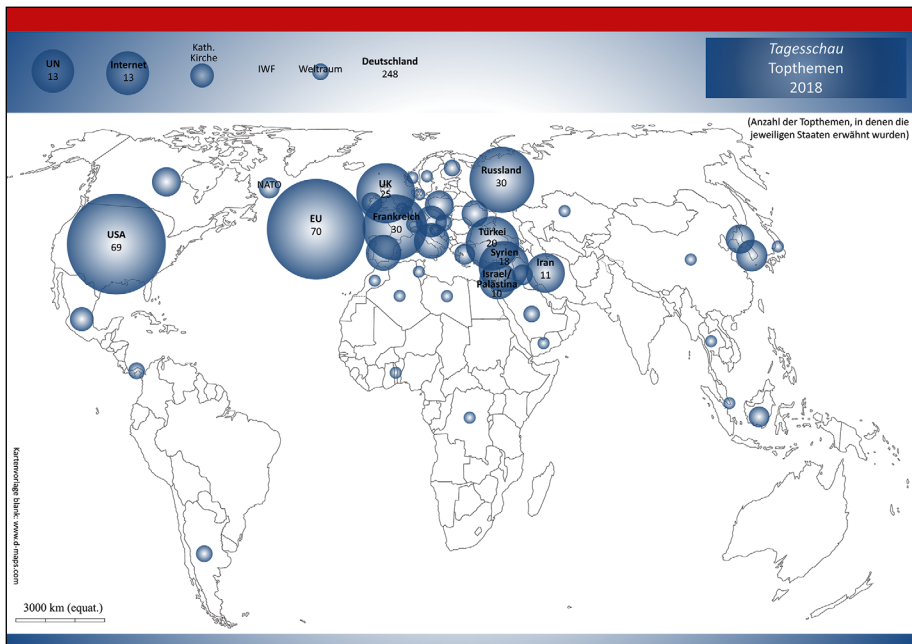 UN
13
Internet
13
Kath.
Kirche
IWF
Weltraum
Deutschland
248
Tagesschau
Topthemen
2018
(Anzahl der Topthemen, in denen die
jeweiligen Staaten erwähnt wurden)
USA
69
NATO
EU
70
UK
25
Frankreich
30
Russland
30
Türkei
20
Syrien
18
Israel/
Palästina
10
Iran
11
Kartenvorlage blank: www.d-maps.com
3000 km (equat.)